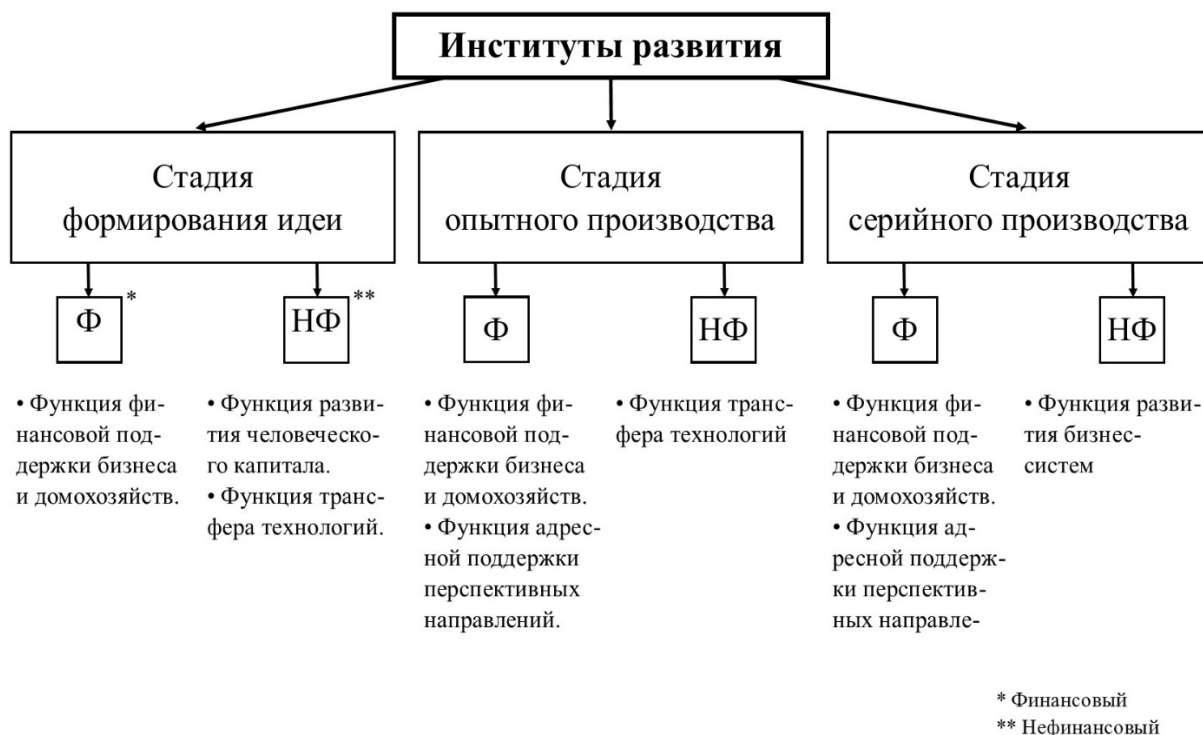 Институты развития
Стадия
формирования идеи
Стадия
опытного производства
Стадия
серийного производства
Ф
*
НФ
**
Ф
НФ
Ф
НФ
• Функция фи-
нансовой под-
держки бизнеса
и домохозяйств.
• Функция разви-
тия человеческо-
го капитала.
• Функция транс-
фера технологий.
• Функция фи-
нансовой под-
держки бизнеса
и домохозяйств.
• Функция адрес-
ной поддержки
перспективных
направлений.
• Функция транс-
фера технологий
• Функция фи-
нансовой под-
держки бизнеса
и домохозяйств.
• Функция ад-
ресной поддерж-
ки перспектив-
ных направле-
• Функция разви-
тия бизнес-
систем
* Финансовый
** Нефинансовый